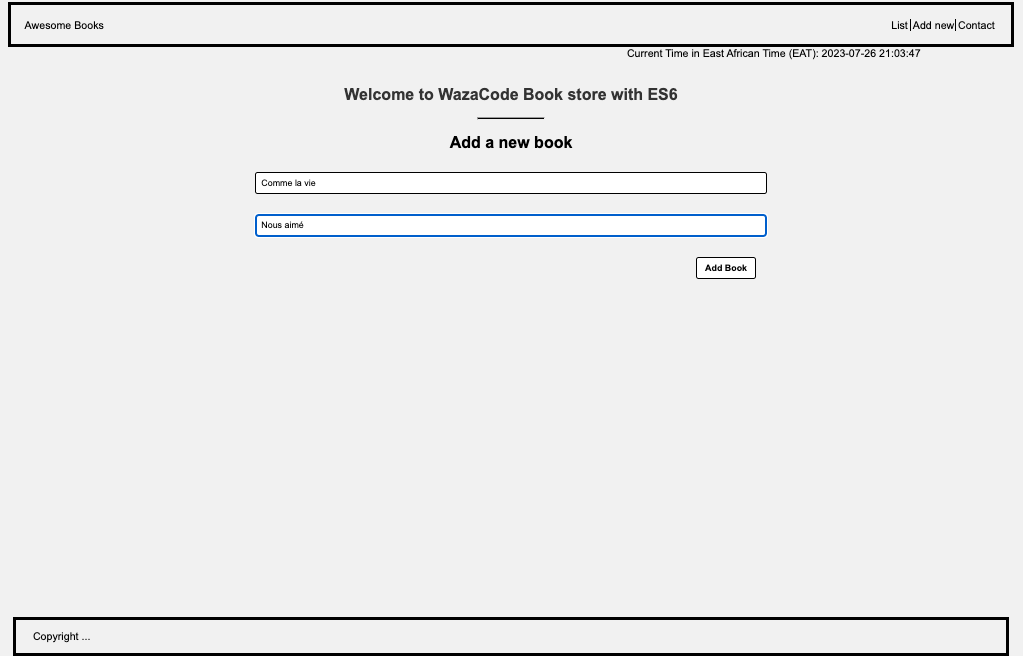 Awesome Books
List|Add new|Contact
Current Time in East African Time (EAT): 2023-07-26 21:03:47
Welcome to WazaCode Book store with ES6
Add a new book
Comme la vie
Nous aimé
Add Book
Copyright ...